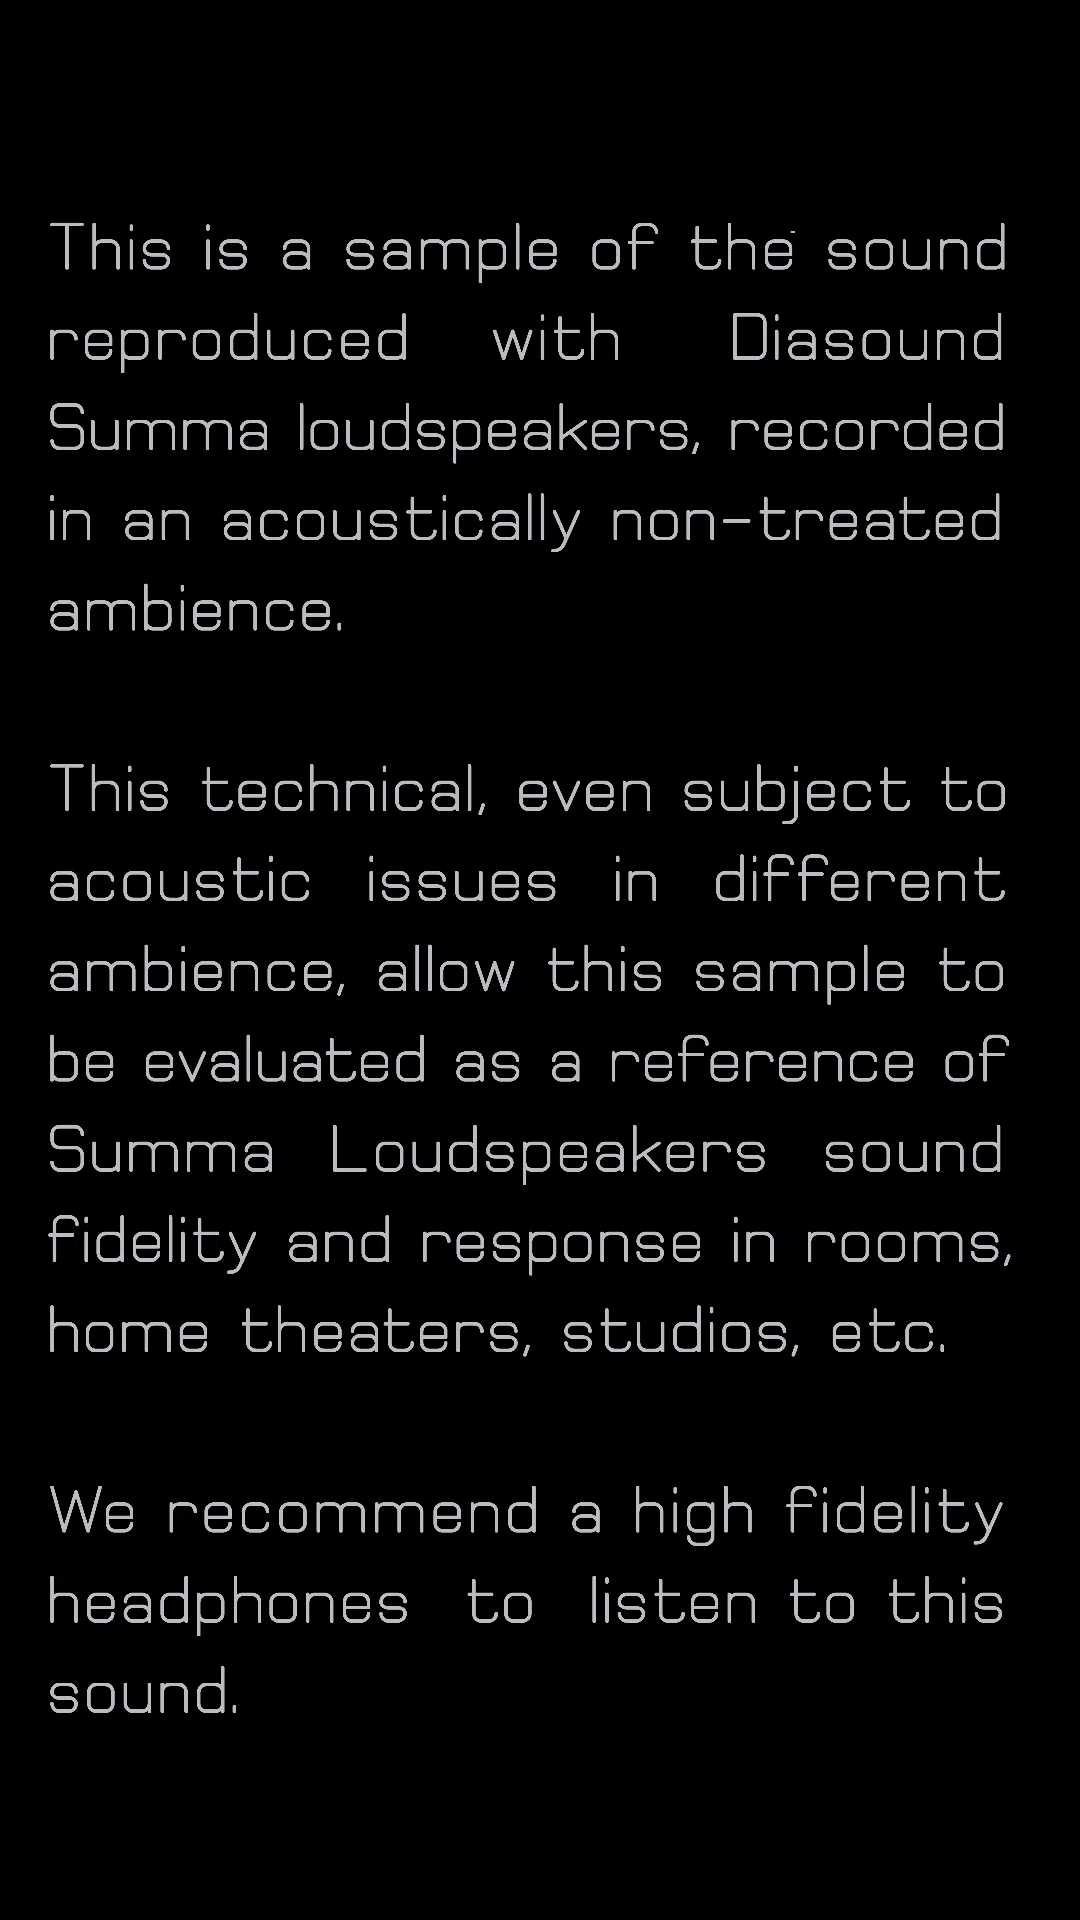 This is a sample of the sound
reproduced with Diasound
Summa loudspeakers, recorded
in an acoustically non-treated
ambience.
This technical, even subject to
acoustic issues in different
ambience, allow this sample to
be evaluated as a reference of
Summa Loudspeakers sound
fidelity and response in rooms,
home theaters, studios, etc.
We recommend a high fidelity
headphones to listen to this
sound.